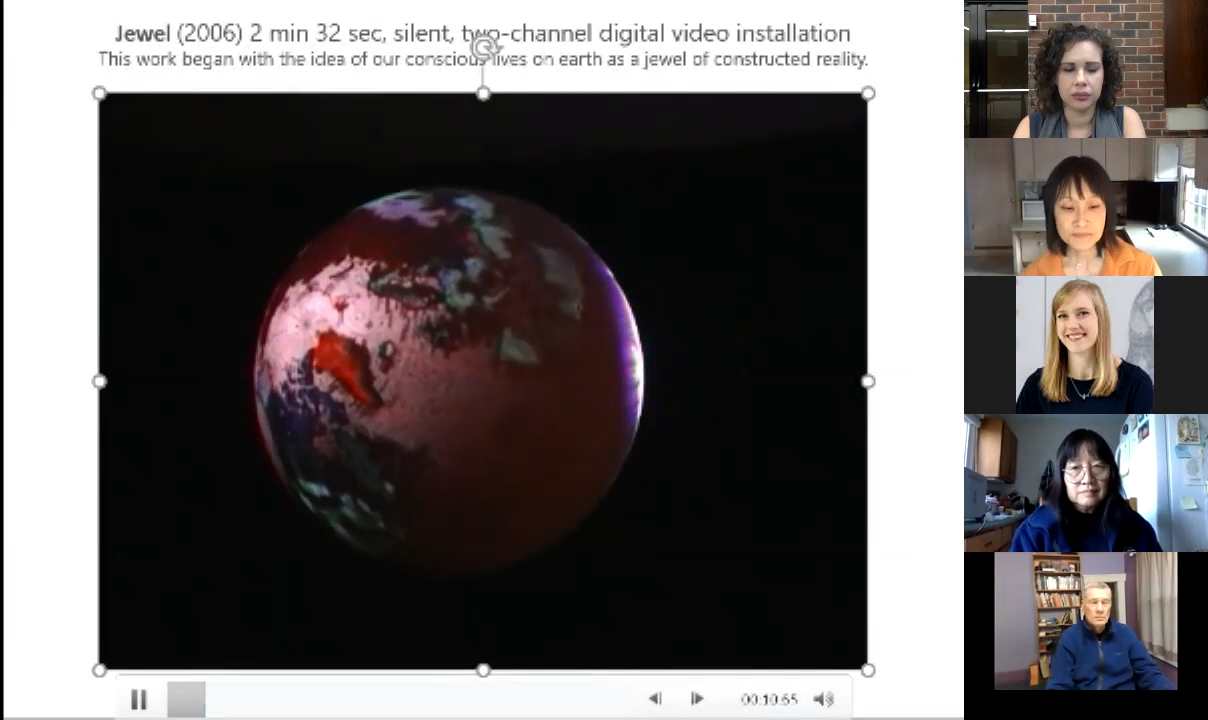 Jewel (2006) 2 min 32 sec, silent, two-channel digital video installation
This work began with the idea of our conscious lives on earth as a jewel of constructed reality.
00:10.65